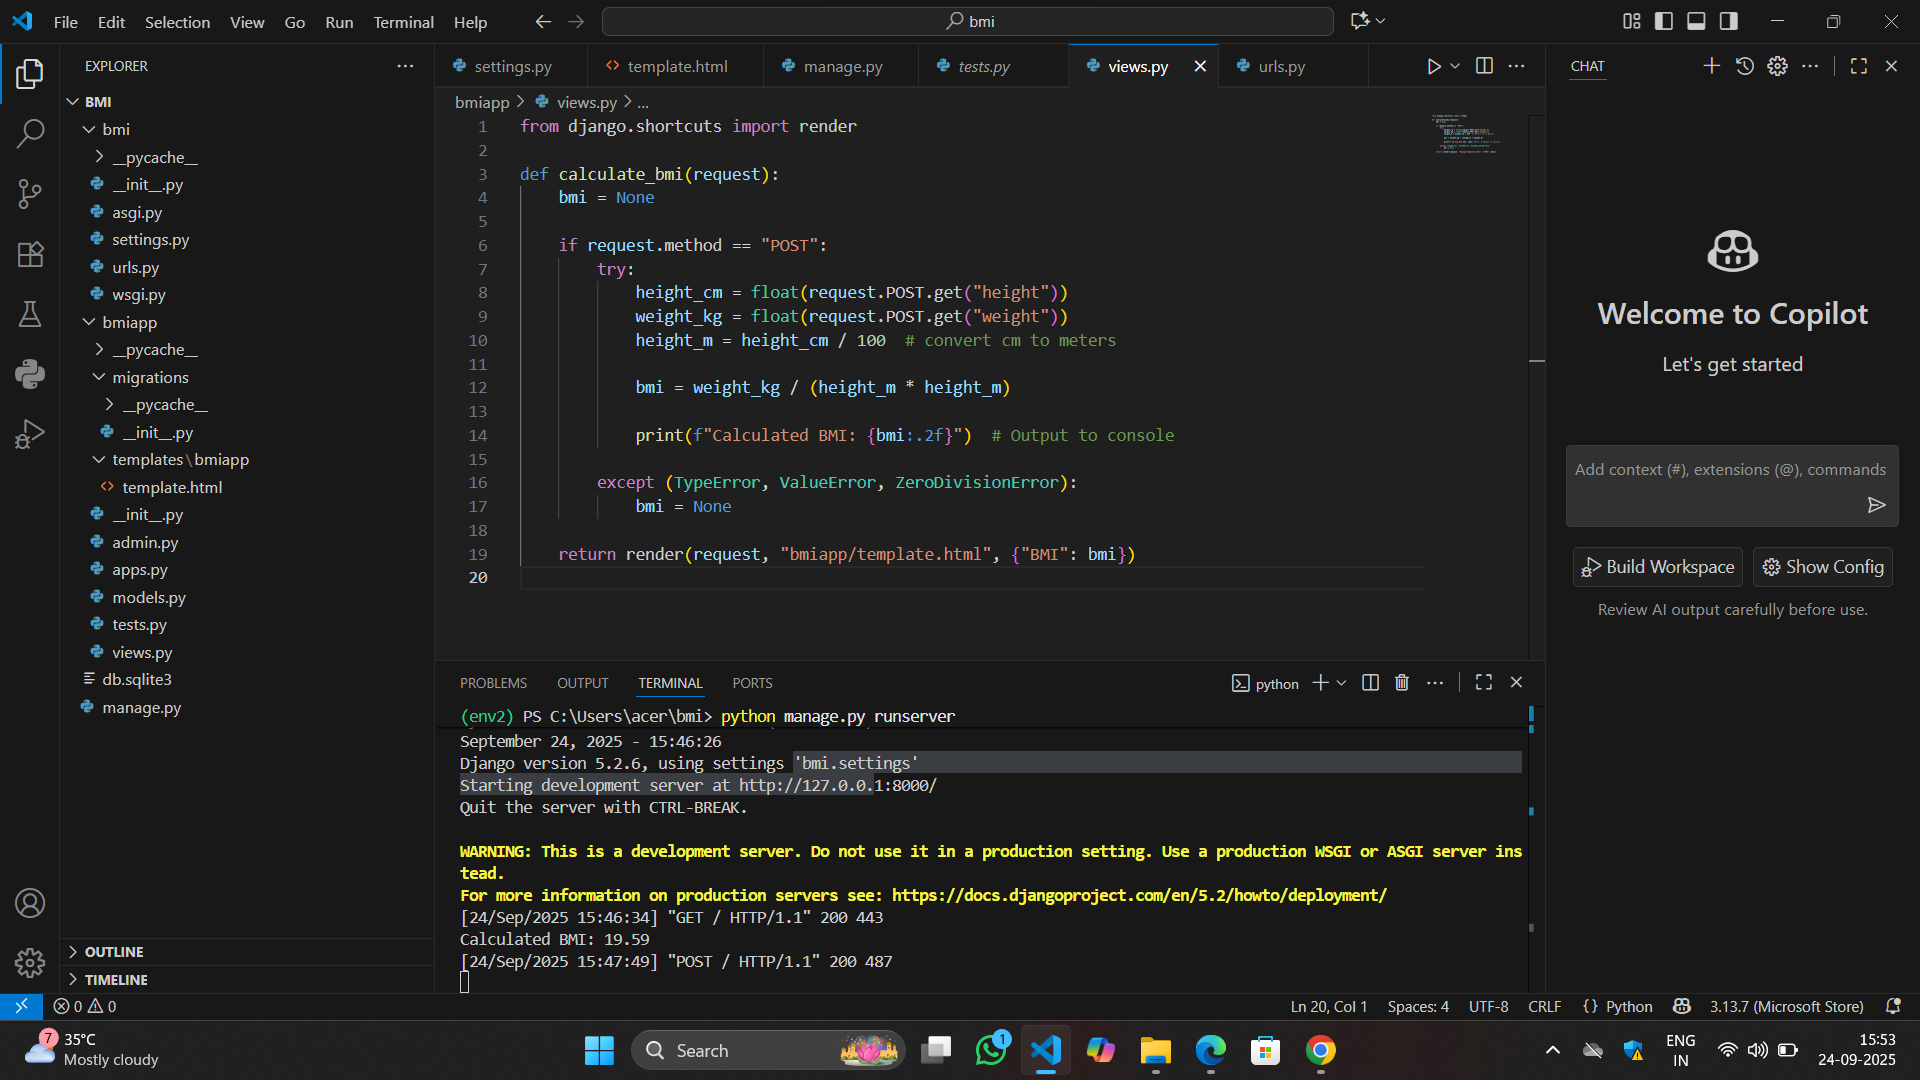 File Edit Selection View Go Run Terminal Help
bmi
EXPLORER
BMI
bmi
__pycache__
__init__.py
asgi.py
settings.py
urls.py
wsgi.py
bmiapp
__pycache__
migrations
__pycache__
__init__.py
templates\bmiapp
template.html
__init__.py
admin.py
apps.py
models.py
tests.py
views.py
db.sqlite3
manage.py
OUTLINE
TIMELINE
settings.py template.html manage.py tests.py views.py urls.py
bmiapp > views.py > ...
1 from django.shortcuts import render
2
3 def calculate_bmi(request):
4 bmi = None
5
6 if request.method == "POST":
7 try:
8 height_cm = float(request.POST.get("height"))
9 weight_kg = float(request.POST.get("weight"))
10 height_m = height_cm / 100 # convert cm to meters
11
12 bmi = weight_kg / (height_m * height_m)
13
14 print(f"Calculated BMI: {bmi:.2f}") # Output to console
15
16 except (TypeError, ValueError, ZeroDivisionError):
17 bmi = None
18
19 return render(request, "bmiapp/template.html", {"BMI": bmi})
20
PROBLEMS OUTPUT TERMINAL PORTS
python
(env2) PS C:\Users\acer\bmi> python manage.py runserver
September 24, 2025 - 15:46:26
Django version 5.2.6, using settings 'bmi.settings'
Starting development server at http://127.0.0.1:8000/
Quit the server with CTRL-BREAK.
WARNING: This is a development server. Do not use it in a production setting. Use a production WSGI or ASGI server ins
tead.
For more information on production servers see: https://docs.djangoproject.com/en/5.2/howto/deployment/
[24/Sep/2025 15:46:34] "GET / HTTP/1.1" 200 443
Calculated BMI: 19.59
[24/Sep/2025 15:47:49] "POST / HTTP/1.1" 200 487
CHAT
Welcome to Copilot
Let's get started
Add context (#), extensions (@), commands
Build Workspace Show Config
Review AI output carefully before use.
0 0
Ln 20, Col 1 Spaces: 4 UTF-8 CRLF {} Python 3.13.7 (Microsoft Store)
7
35°C
Mostly cloudy
Search
1
ENG
IN
15:53
24-09-2025